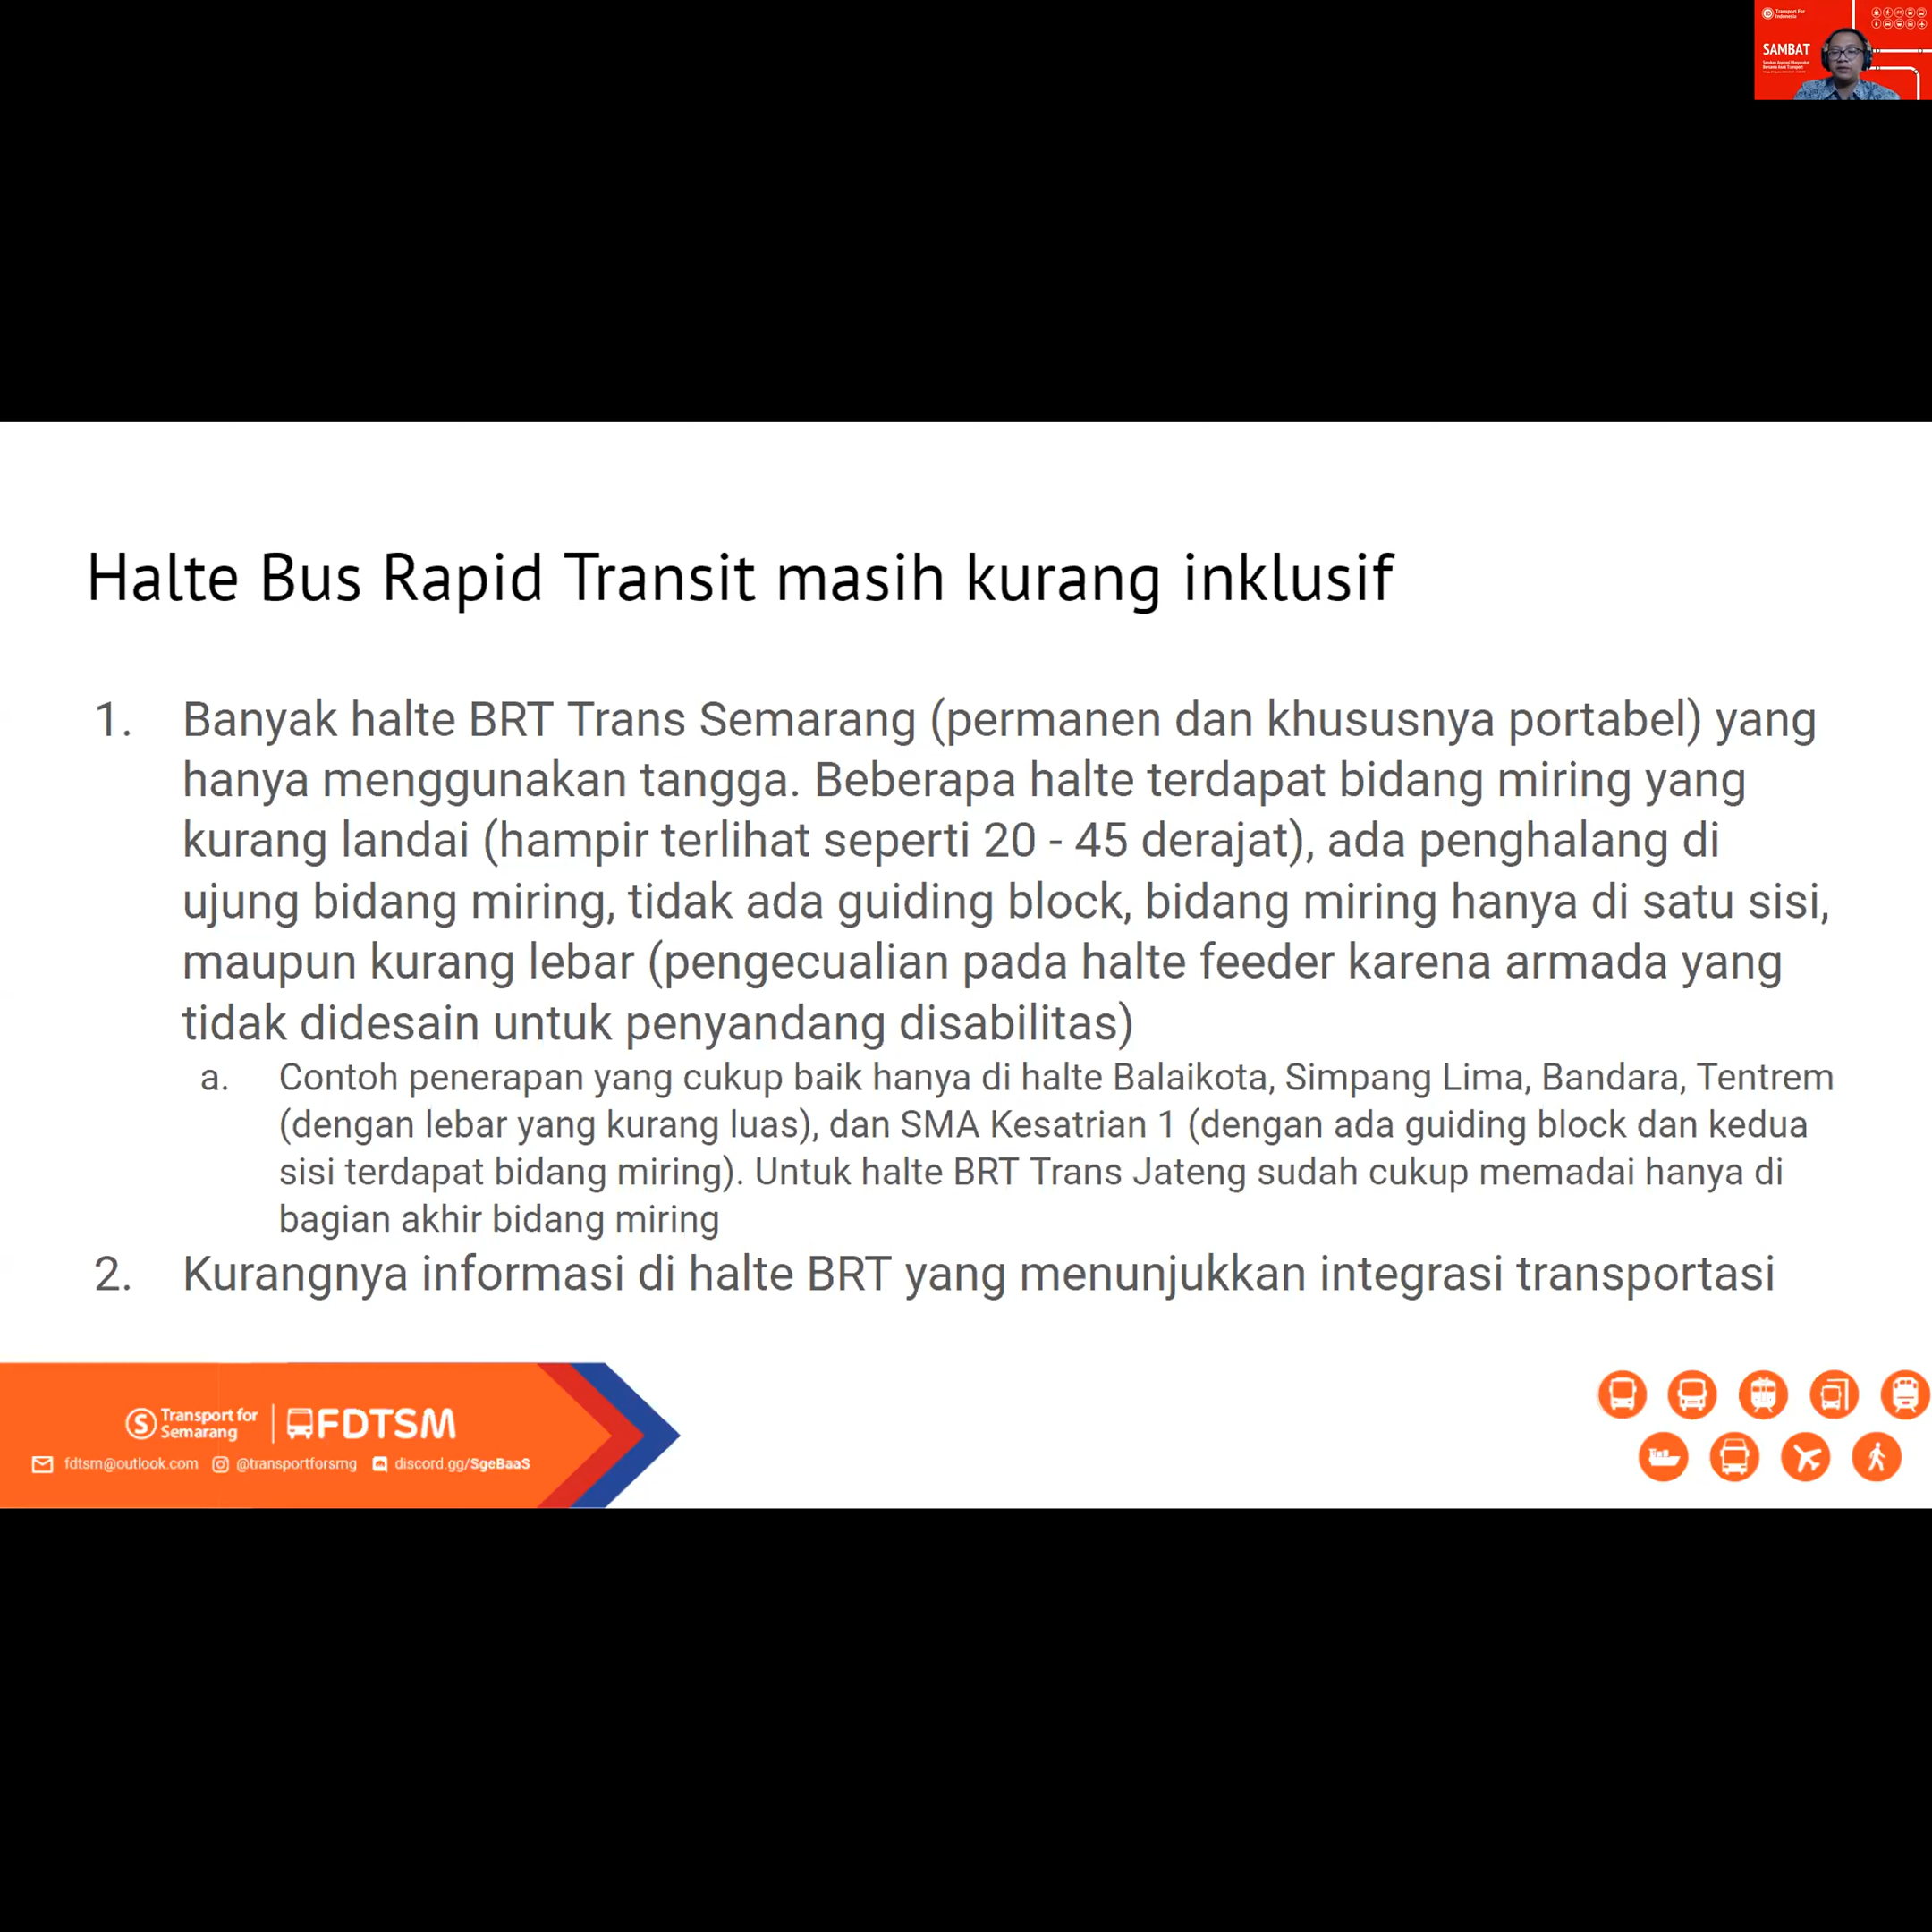 Transport For
Indonesia
SAMBAT
Halte Bus Rapid Transit masih kurang inklusif
1. Banyak halte BRT Trans Semarang (permanen dan khususnya portabel) yang
hanya menggunakan tangga. Beberapa halte terdapat bidang miring yang
kurang landai (hampir terlihat seperti 20 - 45 derajat), ada penghalang di
ujung bidang miring, tidak ada guiding block, bidang miring hanya di satu sisi,
maupun kurang lebar (pengecualian pada halte feeder karena armada yang
tidak didesain untuk penyandang disabilitas)
a. Contoh penerapan yang cukup baik hanya di halte Balaikota, Simpang Lima, Bandara, Tentrem
(dengan lebar yang kurang luas), dan SMA Kesatrian 1 (dengan ada guiding block dan kedua
sisi terdapat bidang miring). Untuk halte BRT Trans Jateng sudah cukup memadai hanya di
bagian akhir bidang miring
2. Kurangnya informasi di halte BRT yang menunjukkan integrasi transportasi
S Transport for
Semarang
FDTSM
fdtsm@outlook.com @transportforsmg discord.gg/SgeBaaS